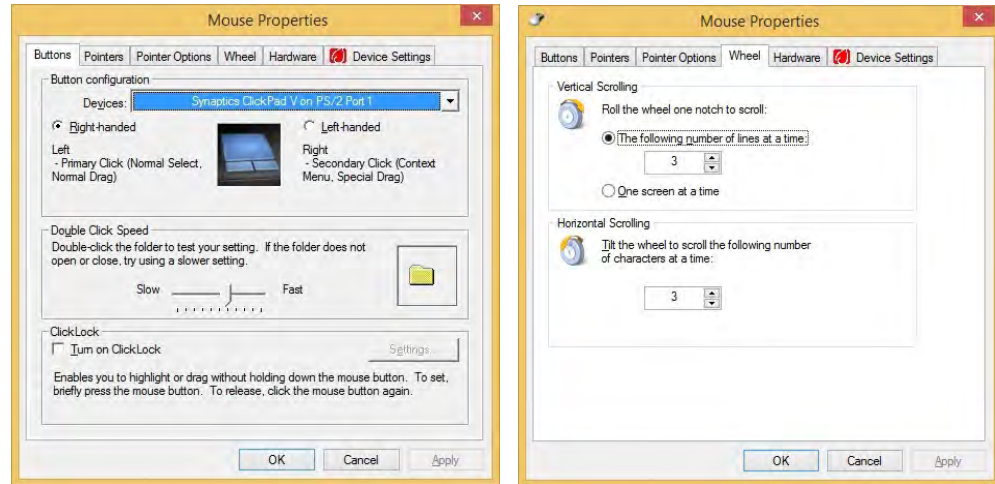 Mouse Properties
Buttons Pointers Pointer Options Wheel Hardware Device Settings
Button configuration
Devices: Synaptics ClickPad V on PS/2 Port 1
Right-handed
Left-handed
Left
- Primary Click (Normal Select,
Normal Drag)
Right
- Secondary Click (Context
Menu, Special Drag)
Double Click Speed
Double-click the folder to test your setting. If the folder does not
open or close, try using a slower setting.
Slow Fast
ClickLock
Turn on ClickLock
Settings...
Enables you to highlight or drag without holding down the mouse button. To set,
briefly press the mouse button. To release, click the mouse button again.
OK Cancel Apply
Mouse Properties
Buttons Pointers Pointer Options Wheel Hardware Device Settings
Vertical Scrolling
Roll the wheel one notch to scroll:
The following number of lines at a time:
3
One screen at a time
Horizontal Scrolling
Tilt the wheel to scroll the following number
of characters at a time:
3
OK Cancel Apply